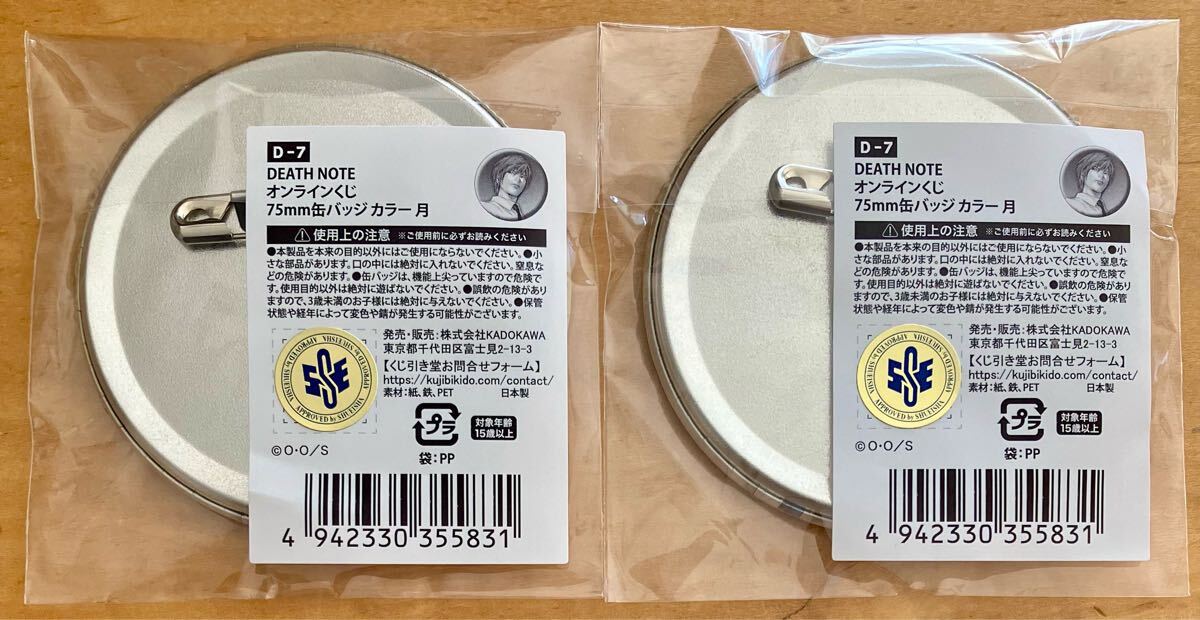 D-7
DEATH NOTE
オンラインくじ
75mm缶バッジ カラー 月
使用上の注意 ※ご使用前に必ずお読みください
●本製品を本来の目的以外にはご使用にならないでください。●小
さな部品があります。口の中には絶対に入れないでください。窒息な
どの危険があります。●缶バッジは、機能上尖っていますので危険で
す。使用目的以外は絶対に遊ばないでください。●誤飲の危険があり
ますので、3歳未満のお子様には絶対に与えないでください。●保管
状態や経年によって変色や錆が発生する可能性がございます。
発売・販売：株式会社KADOKAWA
東京都千代田区富士見2-13-3
【くじ引き堂お問合せフォーム】
https://kujibikido.com/contact/
素材：紙、鉄、PET 日本製
APPROVED by SHUEISHA
APPROVED by SHUEISHA
APPROVED by SHUEISHA
SSE
プラ
対象年齢
15歳以上
袋：PP
©O・O/S
4 942330 355831
D-7
DEATH NOTE
オンラインくじ
75mm缶バッジ カラー 月
使用上の注意 ※ご使用前に必ずお読みください
●本製品を本来の目的以外にはご使用にならないでください。●小
さな部品があります。口の中には絶対に入れないでください。窒息な
どの危険があります。●缶バッジは、機能上尖っていますので危険で
す。使用目的以外は絶対に遊ばないでください。●誤飲の危険があり
ますので、3歳未満のお子様には絶対に与えないでください。●保管
状態や経年によって変色や錆が発生する可能性がございます。
発売・販売：株式会社KADOKAWA
東京都千代田区富士見2-13-3
【くじ引き堂お問合せフォーム】
https://kujibikido.com/contact/
素材：紙、鉄、PET 日本製
APPROVED by SHUEISHA
APPROVED by SHUEISHA
APPROVED by SHUEISHA
SSE
プラ
対象年齢
15歳以上
袋：PP
©O・O/S
4 942330 355831